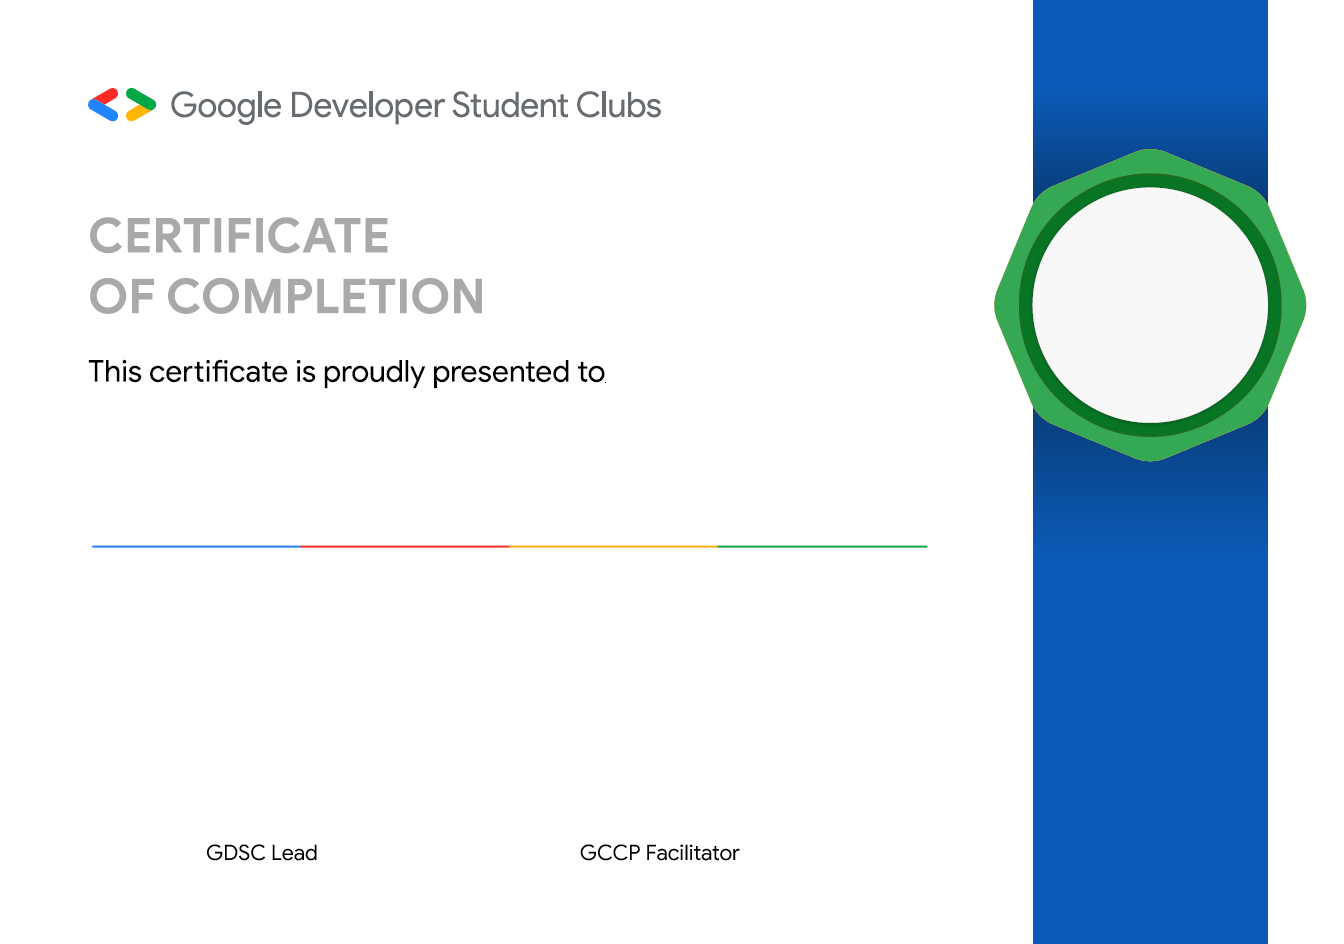 Google Developer Student Clubs
CERTIFICATE
OF COMPLETION
This certificate is proudly presented to
GDSC Lead
GCCP Facilitator